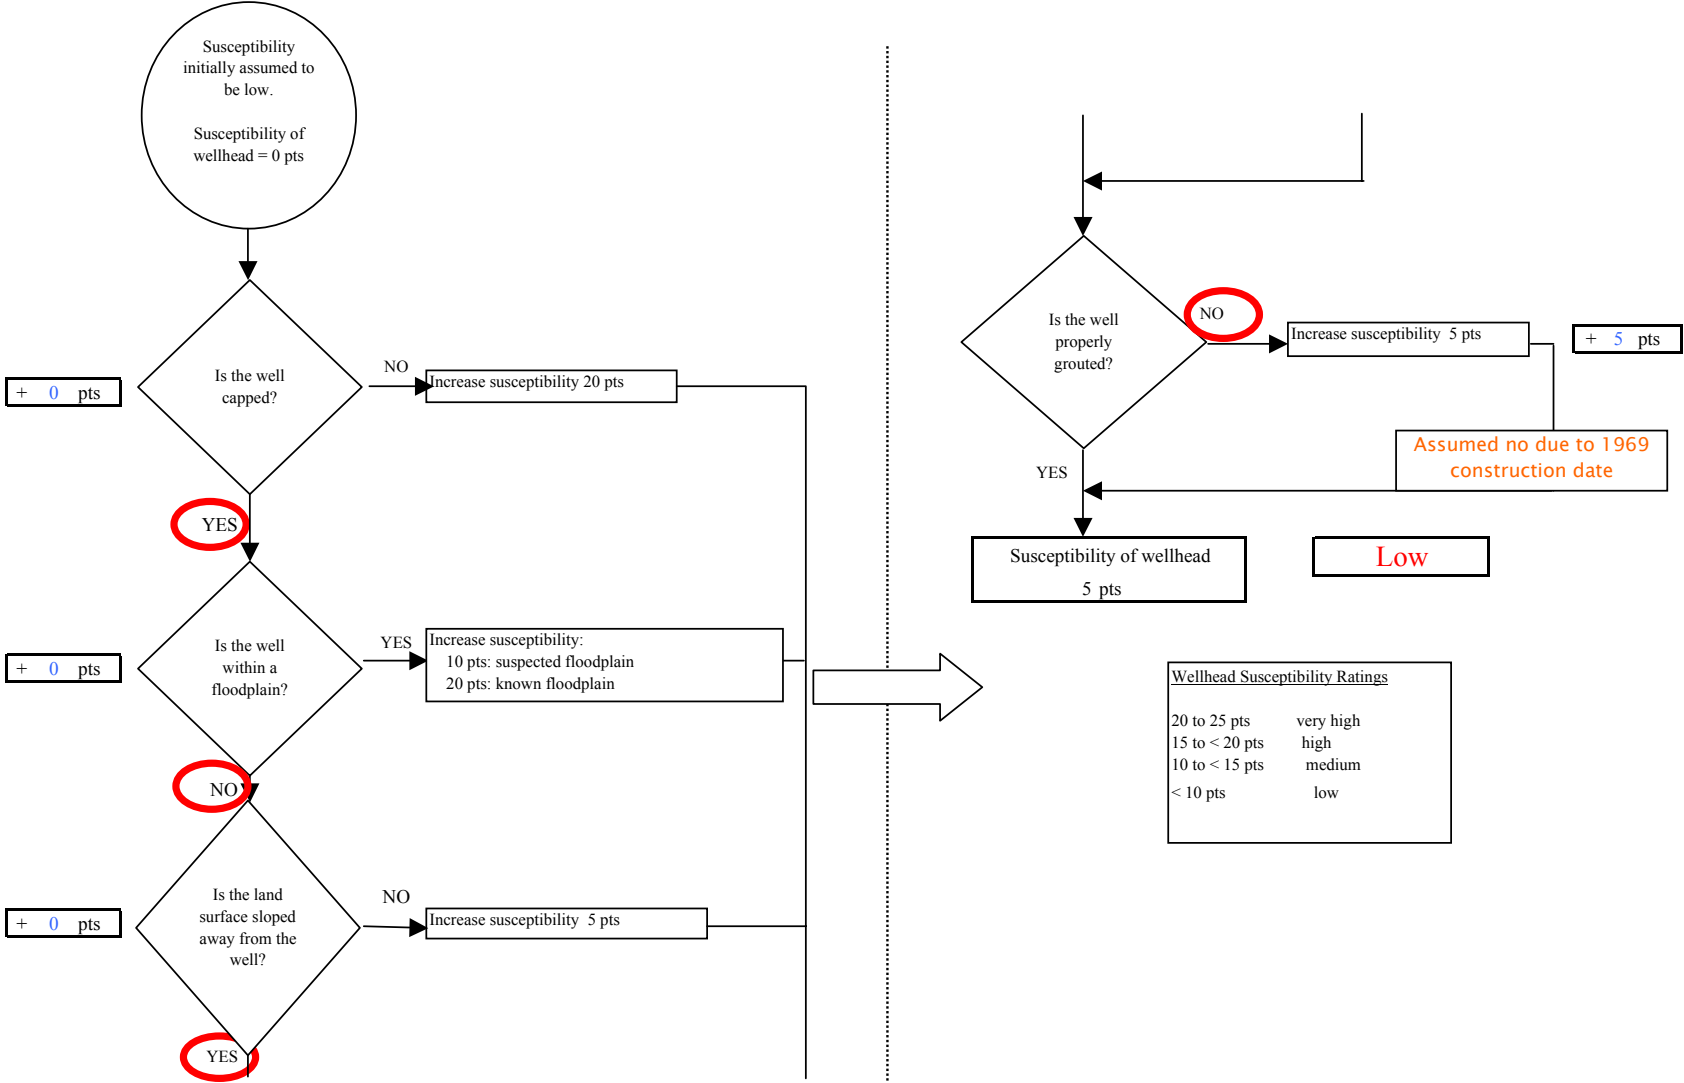 Susceptibility
initially assumed to
be low.
Susceptibility of
wellhead = 0 pts
Is the well
capped?
NO
Increase susceptibility 20 pts
+ 0 pts
YES
Is the well
within a
floodplain?
YES
Increase susceptibility:
10 pts: suspected floodplain
20 pts: known floodplain
+ 0 pts
NO
Is the land
surface sloped
away from the
well?
NO
Increase susceptibility 5 pts
+ 0 pts
YES
Is the well
properly
grouted?
NO
Increase susceptibility 5 pts
+ 5 pts
Assumed no due to 1969
construction date
YES
Susceptibility of wellhead
5 pts
Low
Wellhead Susceptibility Ratings
20 to 25 pts very high
15 to < 20 pts high
10 to < 15 pts medium
< 10 pts low